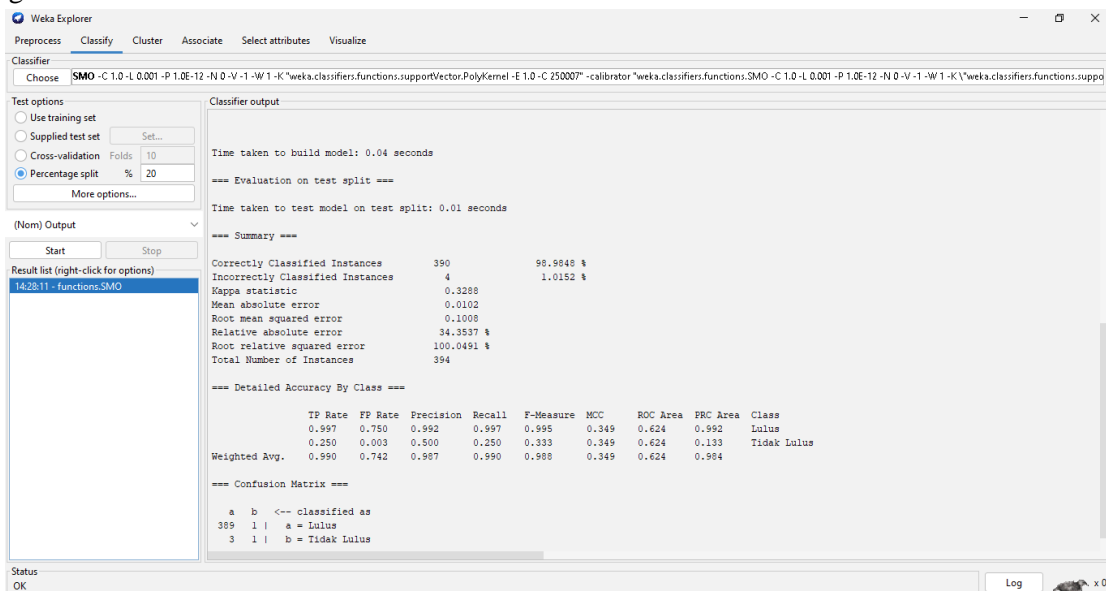 Weka Explorer
Preprocess Classify Cluster Associate Select attributes Visualize
Classifier
Choose SMO -C 1.0 -L 0.001 -P 1.0E-12 -N 0 -V -1 -W 1 -K "weka.classifiers.functions.supportVector.PolyKernel -E 1.0 -C 250007" -calibrator "weka.classifiers.functions.SMO -C 1.0 -L 0.001 -P 1.0E-12 -N 0 -V -1 -W 1 -K \"weka.classifiers.functions.suppo
Test options
Use training set
Supplied test set Set...
Cross-validation Folds 10
Percentage split % 20
More options...
(Nom) Output
Start Stop
Result list (right-click for options)
14:28:11 - functions.SMO
Classifier output
Time taken to build model: 0.04 seconds
=== Evaluation on test split ===
Time taken to test model on test split: 0.01 seconds
=== Summary ===
Correctly Classified Instances 390 98.9848 %
Incorrectly Classified Instances 4 1.0152 %
Kappa statistic 0.3288
Mean absolute error 0.0102
Root mean squared error 0.1008
Relative absolute error 34.3537 %
Root relative squared error 100.0491 %
Total Number of Instances 394
=== Detailed Accuracy By Class ===
TP Rate FP Rate Precision Recall F-Measure MCC ROC Area PRC Area Class
0.997 0.750 0.992 0.997 0.995 0.349 0.624 0.992 Lulus
0.250 0.003 0.500 0.250 0.333 0.349 0.624 0.133 Tidak Lulus
Weighted Avg. 0.990 0.742 0.987 0.990 0.988 0.349 0.624 0.984
=== Confusion Matrix ===
a b <-- classified as
389 1 | a = Lulus
3 1 | b = Tidak Lulus
Status
OK
Log x 0